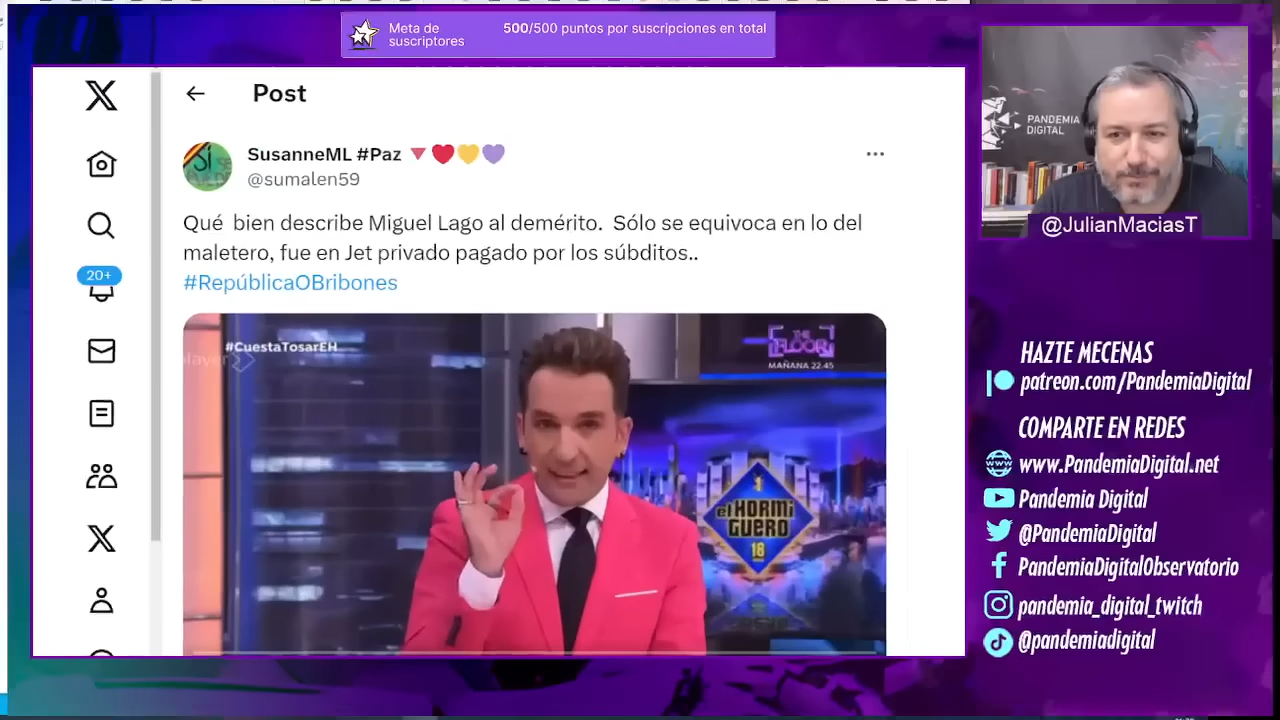 Meta de
suscriptores
500/500 puntos por suscripciones en total
Post
SusanneML #Paz
@sumalen59
Qué bien describe Miguel Lago al demérito. Sólo se equivoca en lo del
maletero, fue en Jet privado pagado por los súbditos..
#RepúblicaOBribones
20+
#CuestaTosarEH
THE
FLOOR
MAÑANA 22.45
el HORMI
GUERO
PANDEMIA
DIGITAL
@JulianMaciasT
HAZTE MECENAS
patreon.com/PandemiaDigital
COMPARTE EN REDES
www.PandemiaDigital.net
Pandemia Digital
@PandemiaDigital
PandemiaDigitalObservatorio
pandemia_digital_twitch
@pandemiadigital